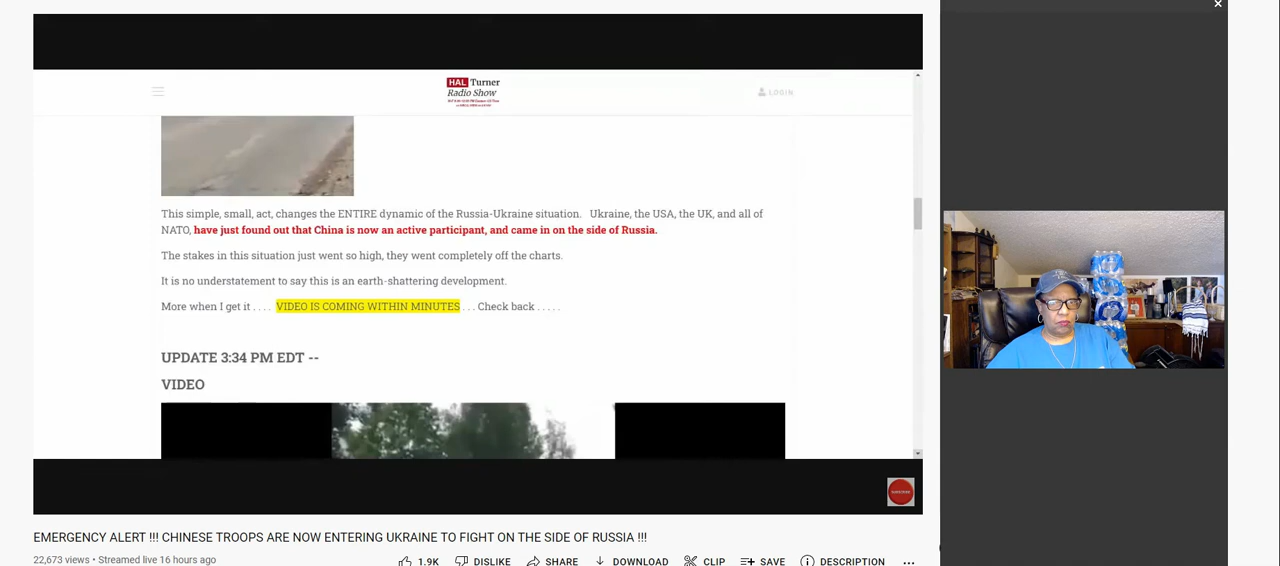 HAL Turner
Radio Show
LOGIN
This simple, small, act, changes the ENTIRE dynamic of the Russia-Ukraine situation. Ukraine, the USA, the UK, and all of
NATO, have just found out that China is now an active participant, and came in on the side of Russia.
The stakes in this situation just went so high, they went completely off the charts.
It is no understatement to say this is an earth-shattering development.
More when I get it . . . . VIDEO IS COMING WITHIN MINUTES . . . Check back . . . . .
UPDATE 3:34 PM EDT --
VIDEO
SUBSCRIBE
EMERGENCY ALERT !!! CHINESE TROOPS ARE NOW ENTERING UKRAINE TO FIGHT ON THE SIDE OF RUSSIA !!!
22,673 views • Streamed live 16 hours ago
1.9K DISLIKE SHARE DOWNLOAD CLIP SAVE DESCRIPTION ...